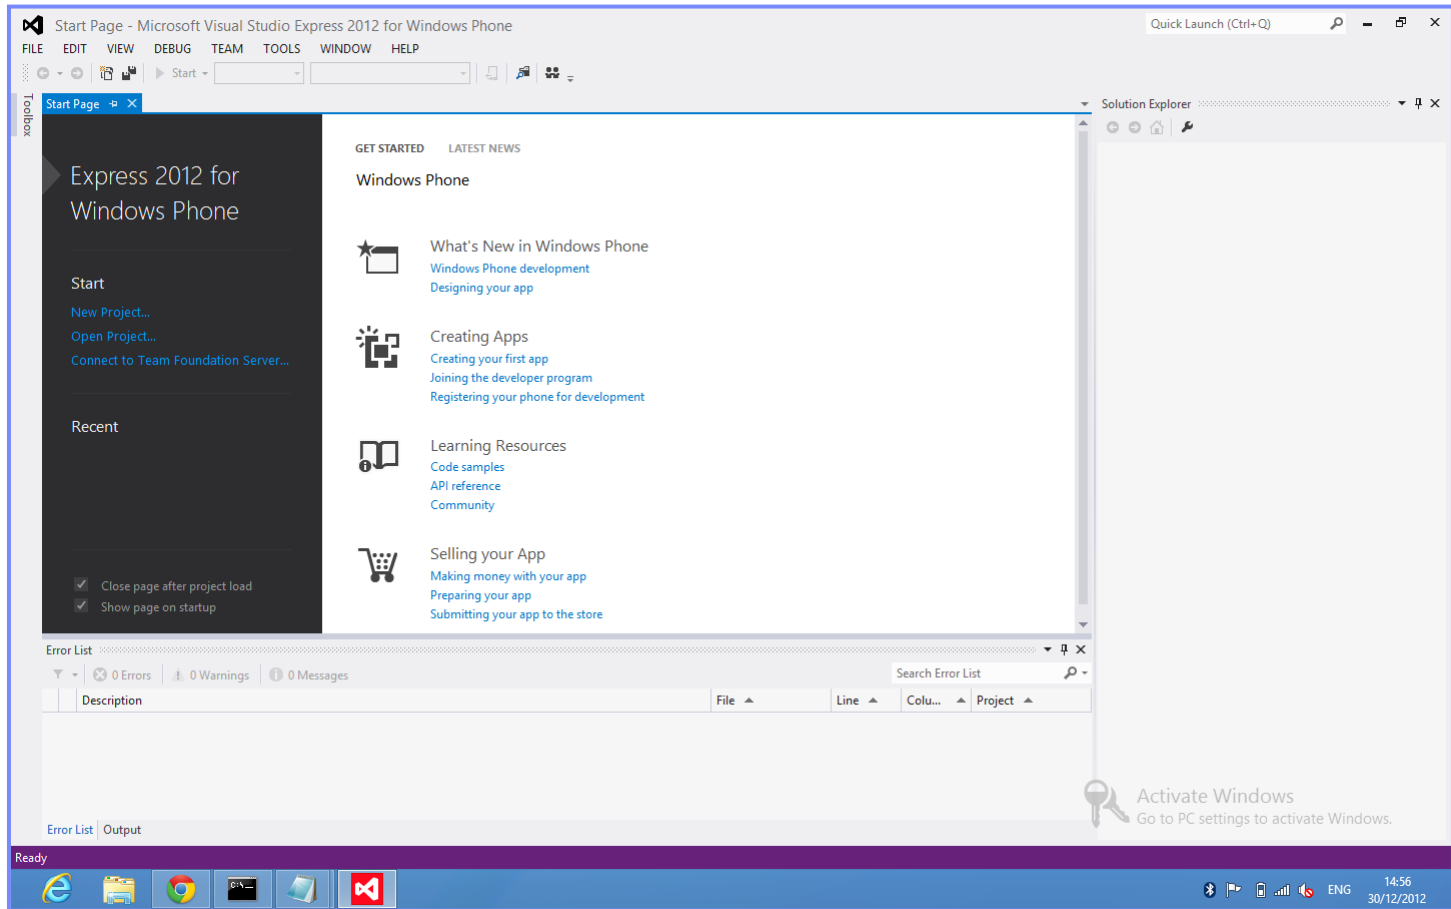 Start Page - Microsoft Visual Studio Express 2012 for Windows Phone
Quick Launch (Ctrl+Q)
FILE EDIT VIEW DEBUG TEAM TOOLS WINDOW HELP
Start
Toolbox
Start Page
Solution Explorer
Express 2012 for
Windows Phone
Start
New Project...
Open Project...
Connect to Team Foundation Server...
Recent
Close page after project load
Show page on startup
GET STARTED LATEST NEWS
Windows Phone
What's New in Windows Phone
Windows Phone development
Designing your app
Creating Apps
Creating your first app
Joining the developer program
Registering your phone for development
Learning Resources
Code samples
API reference
Community
Selling your App
Making money with your app
Preparing your app
Submitting your app to the store
Error List
0 Errors 0 Warnings 0 Messages
Search Error List
Description File Line Colu... Project
Activate Windows
Go to PC settings to activate Windows.
Error List Output
Ready
C:\
ENG
14:56
30/12/2012